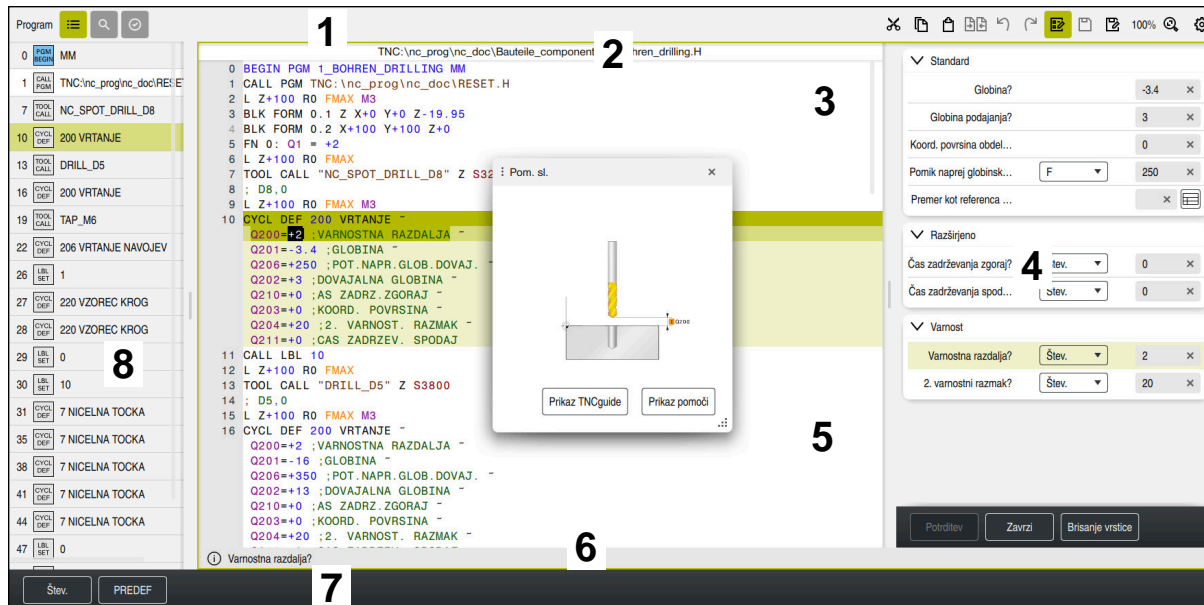 Program
100%
1
2
3
4
5
6
7
8
0 PGM BEGIN MM
1 CALL PGM TNC:\nc_prog\nc_doc\RESE
7 TOOL CALL NC_SPOT_DRILL_D8
10 CYCL DEF 200 VRTANJE
13 TOOL CALL DRILL_D5
16 CYCL DEF 200 VRTANJE
19 TOOL CALL TAP_M6
22 CYCL DEF 206 VRTANJE NAVOJEV
26 LBL SET 1
27 CYCL DEF 220 VZOREC KROG
28 CYCL DEF 220 VZOREC KROG
29 LBL SET 0
30 LBL SET 10
31 CYCL DEF 7 NICELNA TOCKA
35 CYCL DEF 7 NICELNA TOCKA
38 CYCL DEF 7 NICELNA TOCKA
41 CYCL DEF 7 NICELNA TOCKA
44 CYCL DEF 7 NICELNA TOCKA
47 LBL SET 0
TNC:\nc_prog\nc_doc\Bauteile_component hren_drilling.H
0 BEGIN PGM 1_BOHREN_DRILLING MM
1 CALL PGM TNC:\nc_prog\nc_doc\RESET.H
2 L Z+100 R0 FMAX M3
3 BLK FORM 0.1 Z X+0 Y+0 Z-19.95
4 BLK FORM 0.2 X+100 Y+100 Z+0
5 FN 0: Q1 = +2
6 L Z+100 R0 FMAX
7 TOOL CALL "NC_SPOT_DRILL_D8" Z S32
8 ; D8,0
9 L Z+100 R0 FMAX M3
10 CYCL DEF 200 VRTANJE ~
Q200=+2 ;VARNOSTNA RAZDALJA ~
Q201=-3.4 ;GLOBINA ~
Q206=+250 ;POT.NAPR.GLOB.DOVAJ. ~
Q202=+3 ;DOVAJALNA GLOBINA ~
Q210=+0 ;AS ZADRZ.ZGORAJ ~
Q203=+0 ;KOORD. POVRSINA ~
Q204=+20 ;2. VARNOST. RAZMAK ~
Q211=+0 ;CAS ZADRZEV. SPODAJ
11 CALL LBL 10
12 L Z+100 R0 FMAX
13 TOOL CALL "DRILL_D5" Z S3800
14 ; D5,0
15 L Z+100 R0 FMAX M3
16 CYCL DEF 200 VRTANJE ~
Q200=+2 ;VARNOSTNA RAZDALJA ~
Q201=-16 ;GLOBINA ~
Q206=+350 ;POT.NAPR.GLOB.DOVAJ. ~
Q202=+13 ;DOVAJALNA GLOBINA ~
Q210=+0 ;AS ZADRZ.ZGORAJ ~
Q203=+0 ;KOORD. POVRSINA ~
Q204=+20 ;2. VARNOST. RAZMAK ~
Varnostna razdalja?
Pom. sl.
Q200
Prikaz TNCguide
Prikaz pomoči
Standard
Globina? -3.4
Globina podajanja? 3
Koord. povrsina obdel... 0
Pomik naprej globinsk... F 250
Premer kot referenca ...
Razširjeno
Čas zadrževanja zgoraj? tev. 0
Čas zadrževanja spod... Štev. 0
Varnost
Varnostna razdalja? Štev. 2
2. varnostni razmak? Štev. 20
Potrditev
Zavrzi
Brisanje vrstice
Štev.
PREDEF